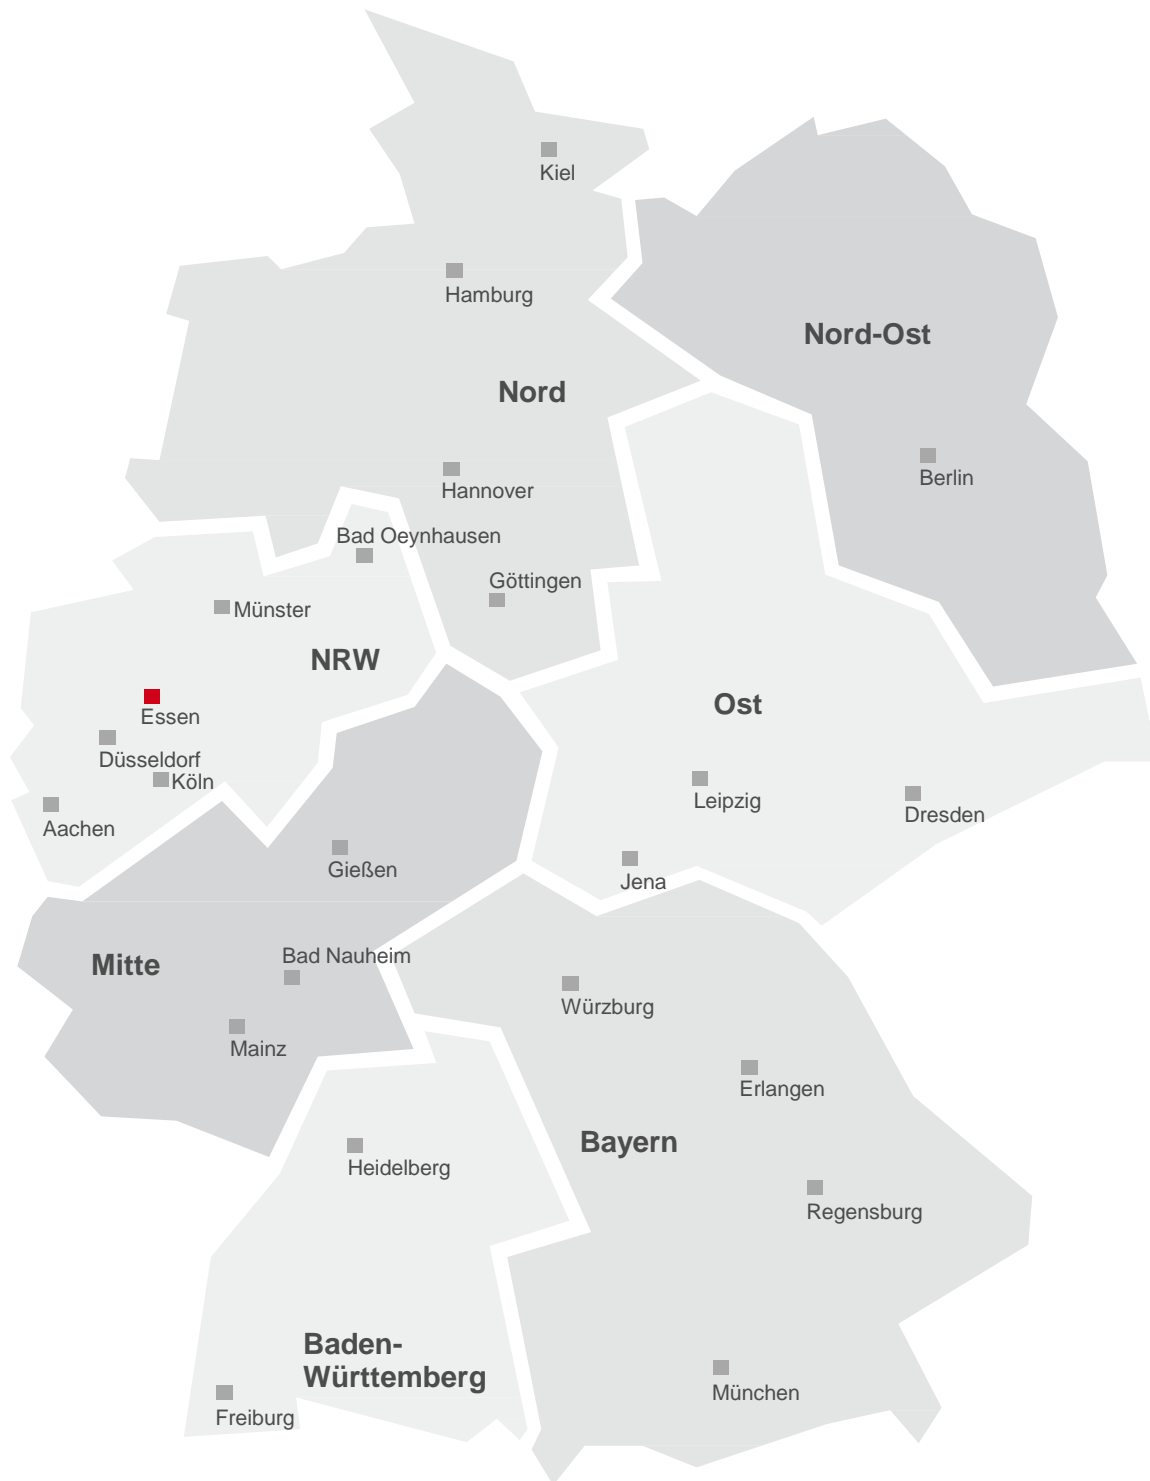 Kiel
Hamburg
Nord-Ost
Nord
Berlin
Hannover
Bad Oeynhausen
Göttingen
Münster
NRW
Ost
Essen
Düsseldorf
Köln
Leipzig
Dresden
Aachen
Gießen
Jena
Bad Nauheim
Mitte
Würzburg
Mainz
Erlangen
Bayern
Heidelberg
Regensburg
Baden-
Württemberg
München
Freiburg